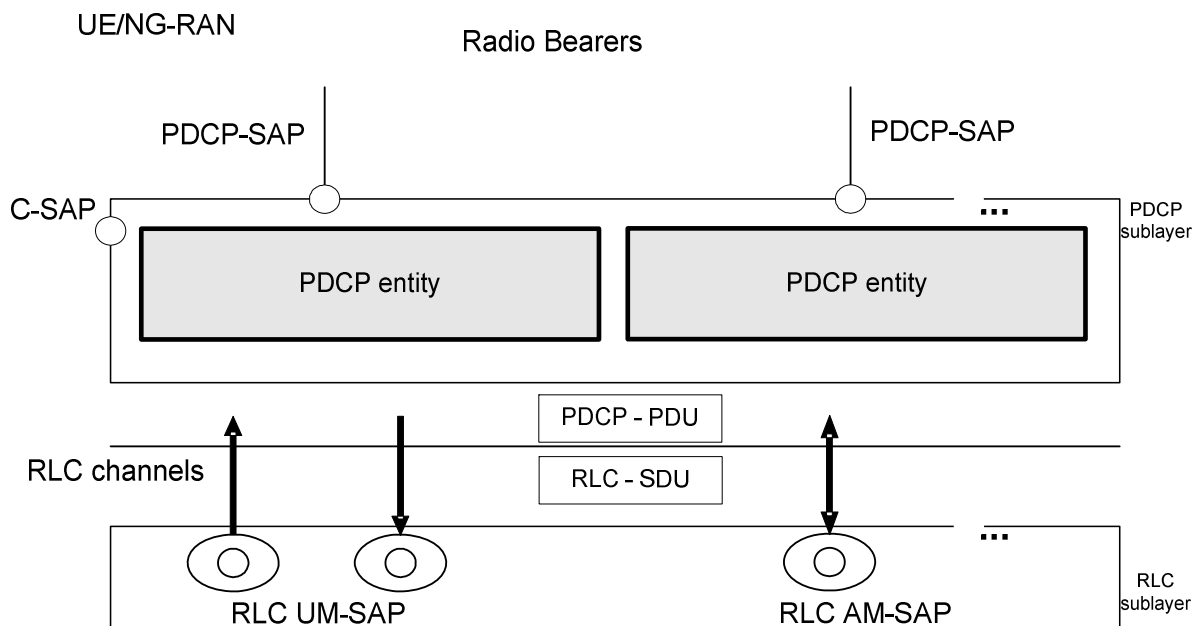 UE/NG-RAN
Radio Bearers
PDCP-SAP
PDCP-SAP
C-SAP
...
PDCP
sublayer
PDCP entity
PDCP entity
PDCP - PDU
RLC channels
RLC - SDU
...
RLC UM-SAP
RLC AM-SAP
RLC
sublayer